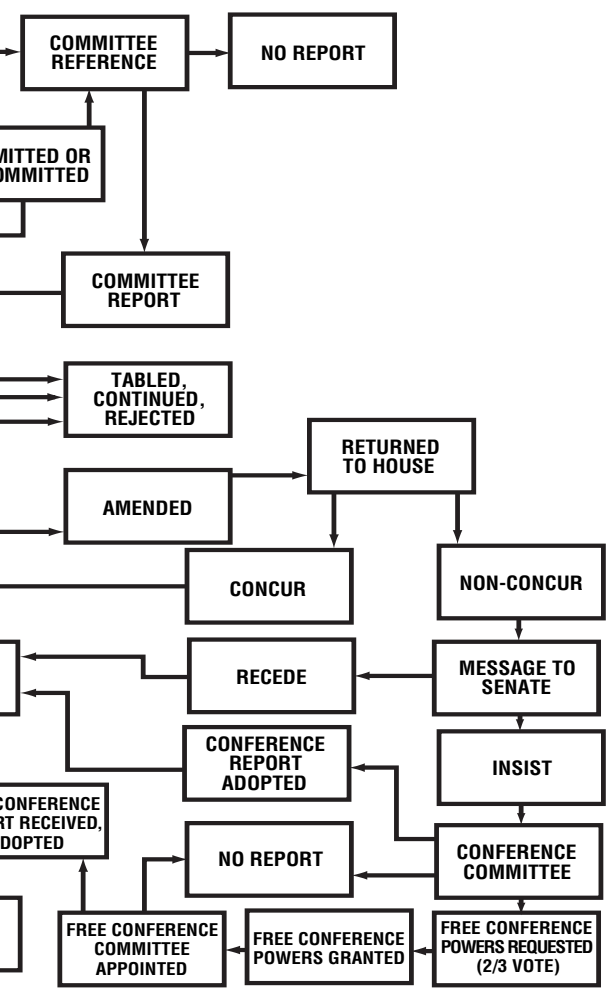 COMMITTEE
REFERENCE
NO REPORT
MITTED OR
OMMITTED
COMMITTEE
REPORT
TABLED,
CONTINUED,
REJECTED
RETURNED
TO HOUSE
AMENDED
CONCUR
NON-CONCUR
RECEDE
MESSAGE TO
SENATE
CONFERENCE
REPORT
ADOPTED
INSIST
CONFERENCE
RT RECEIVED,
DOPTED
NO REPORT
CONFERENCE
COMMITTEE
FREE CONFERENCE
COMMITTEE
APPOINTED
FREE CONFERENCE
POWERS GRANTED
FREE CONFERENCE
POWERS REQUESTED
(2/3 VOTE)